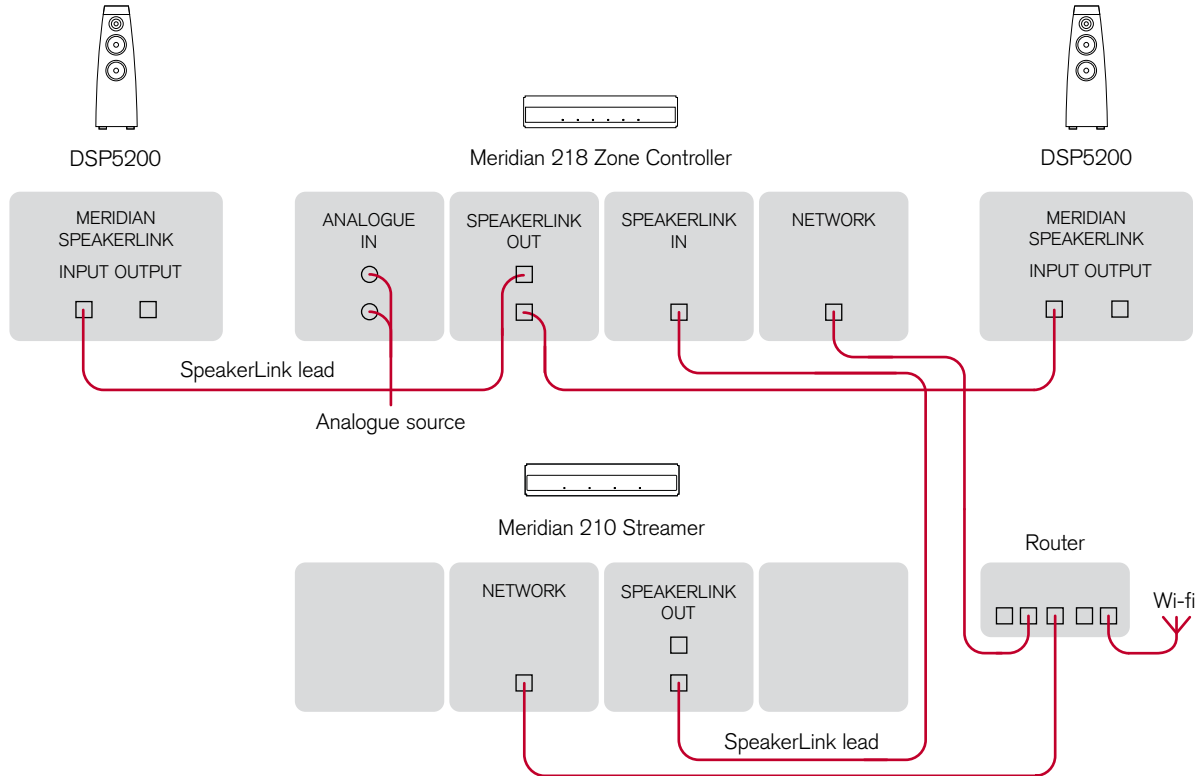 DSP5200
Meridian 218 Zone Controller
DSP5200
MERIDIAN
SPEAKERLINK
INPUT OUTPUT
ANALOGUE
IN
SPEAKERLINK
OUT
SPEAKERLINK
IN
NETWORK
MERIDIAN
SPEAKERLINK
INPUT OUTPUT
SpeakerLink lead
Analogue source
Meridian 210 Streamer
NETWORK
SPEAKERLINK
OUT
Router
Wi-fi
SpeakerLink lead